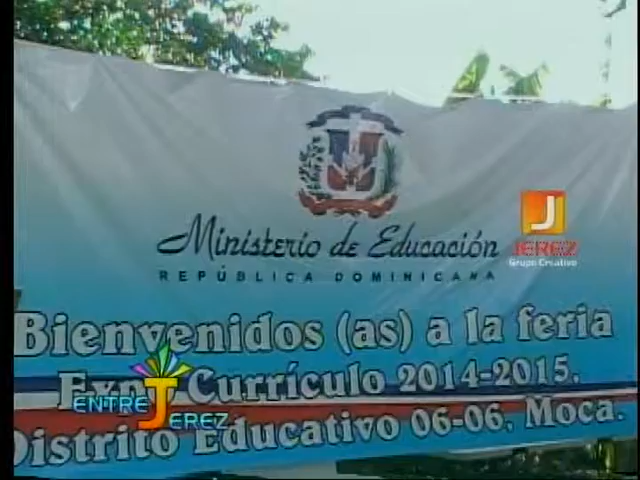 Ministerio de Educación
REPÚBLICA DOMINICANA
J
JEREZ
Grupo Creativo
Bienvenidos (as) a la feria
Expo Currículo 2014-2015.
ENTRE JEREZ
Distrito Educativo 06-06, Moca.